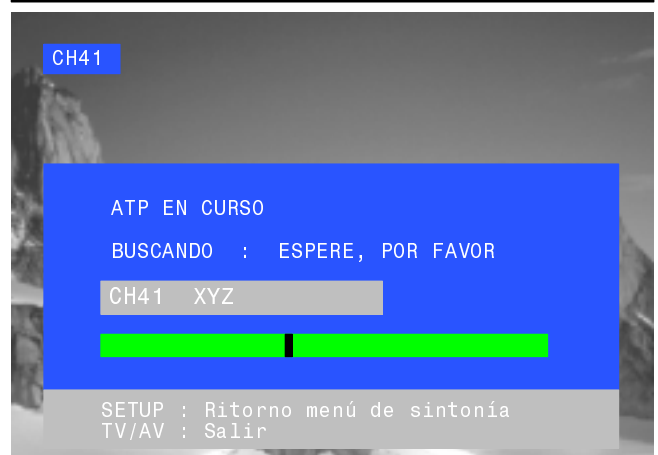 CH41
ATP EN CURSO
BUSCANDO : ESPERE, POR FAVOR
CH41 XYZ
SETUP : Ritorno menú de sintonía
TV/AV : Salir